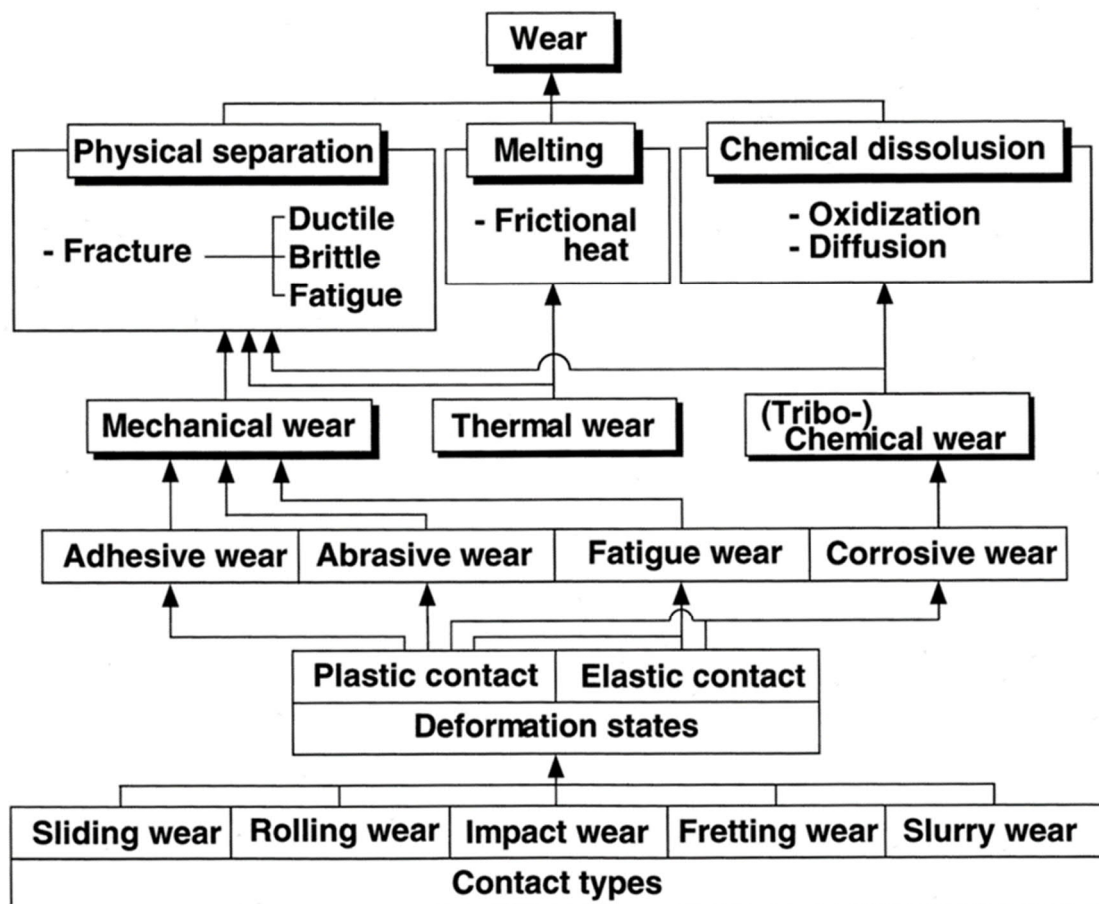 Wear
Physical separation
Melting
Chemical dissolusion
- Fracture
Ductile
Brittle
Fatigue
- Frictional
heat
- Oxidization
- Diffusion
Mechanical wear
Thermal wear
(Tribo-)
Chemical wear
Adhesive wear
Abrasive wear
Fatigue wear
Corrosive wear
Plastic contact
Elastic contact
Deformation states
Sliding wear
Rolling wear
Impact wear
Fretting wear
Slurry wear
Contact types